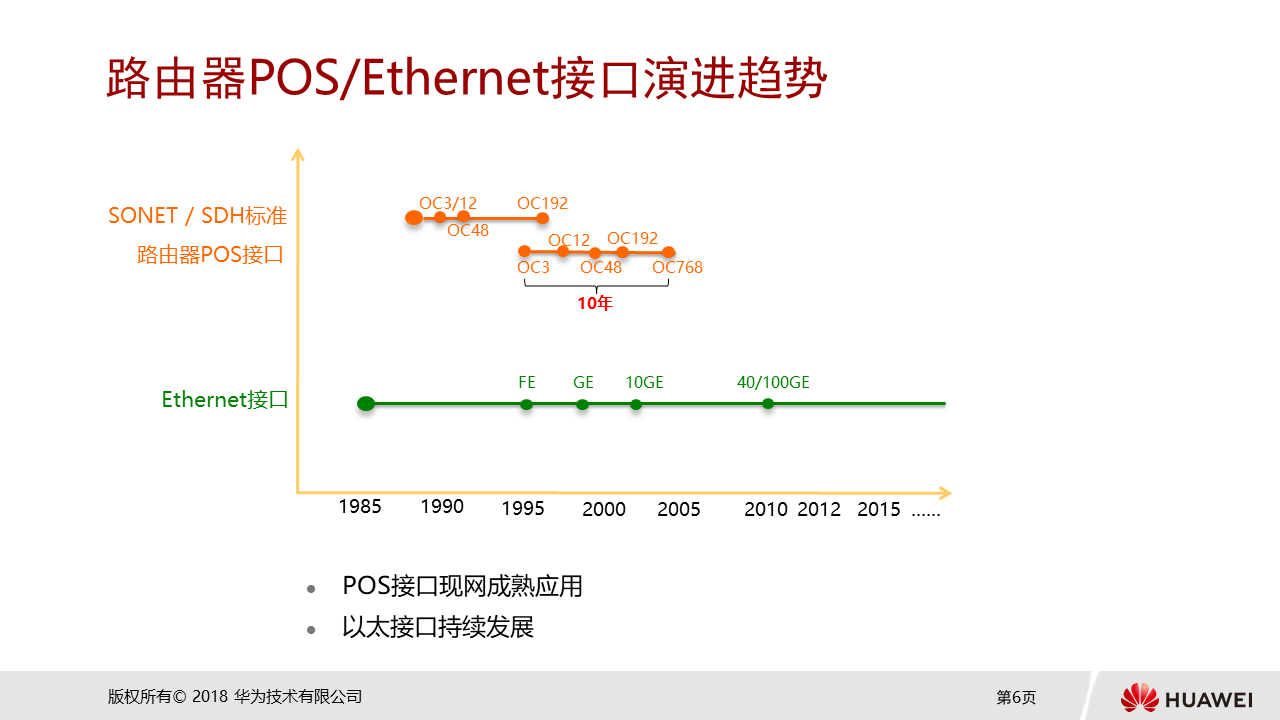 路由器POS/Ethernet接口演进趋势
SONET / SDH标准
OC3/12
OC48
OC192
路由器POS接口
OC3
OC12
OC48
OC192
OC768
10年
Ethernet接口
FE
GE
10GE
40/100GE
1985 1990 1995 2000 2005 2010 2012 2015 ……
POS接口现网成熟应用
以太接口持续发展
版权所有© 2018 华为技术有限公司
第6页
HUAWEI